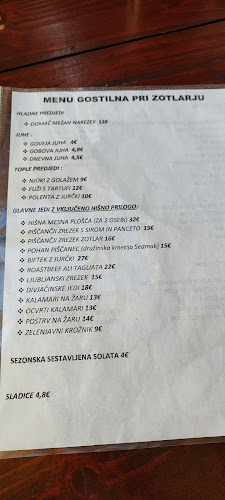 MENU GOSTILNA PRI ZOTLARJU
HLADNE PREDJEDI
❖ DOMAČ MEŠAN NAREZEK 12€
JUHE :
❖ GOVEJA JUHA 4€
❖ GOBOVA JUHA 4,8€
❖ DNEVNA JUHA 4,5€
TOPLE PREDJEDI :
❖ NJOKI Z GOLAŽEM 9€
❖ FUŽI S TARTUFI 12€
❖ POLENTA Z JURČKI 10€
GLAVNE JEDI Z VKLJUČENO HIŠNO PRILOGO:
❖ HIŠNA MESNA PLOŠČA (ZA 2 OSEBI) 32€
❖ PIŠČANČJI ZREZEK S SIROM IN PANCETO 15€
❖ PIŠČANČJI ZREZEK ZOTLAR 16€
❖ POHAN PIŠČANEC (družinska kmetija Sedmak) 15€
❖ BIFTEK Z JURČKI 27€
❖ ROASTBEEF ALI TAGLIATA 22€
❖ LJUBLJANSKI ZREZEK 15€
❖ DIVJAČINSKE JEDI 18€
❖ KALAMARI NA ŽARU 13€
❖ OCVRTI KALAMARI 13€
❖ POSTRV NA ŽARU 14€
❖ ZELENJAVNI KROŽNIK 9€
SEZONSKA SESTAVLJENA SOLATA 4€
SLADICE 4,8€